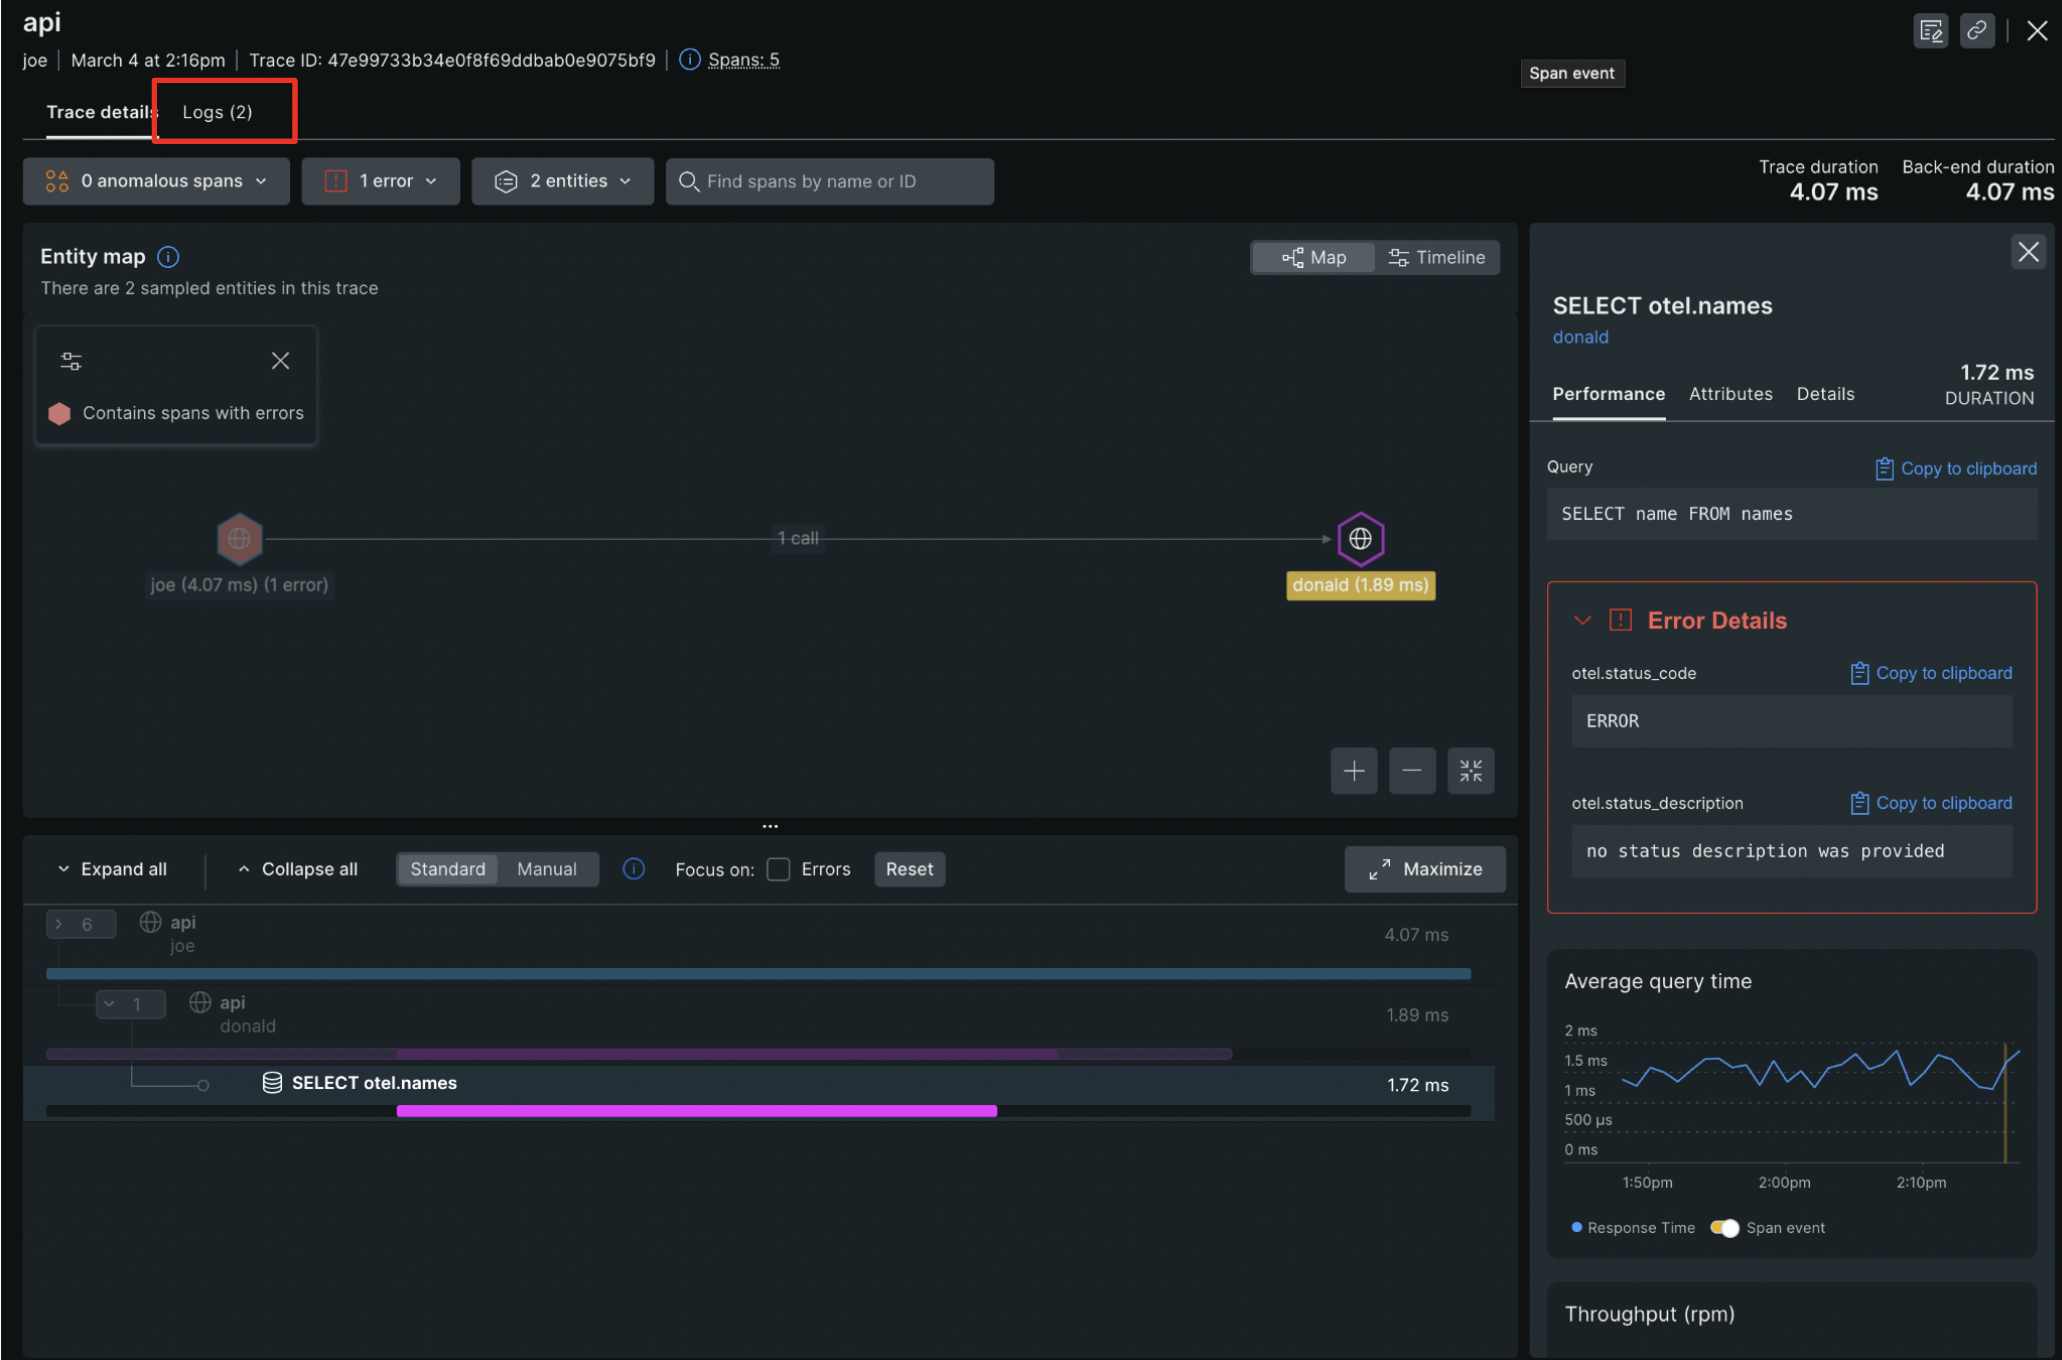 api
joe | March 4 at 2:16pm | Trace ID: 47e99733b34e0f8f69ddbab0e9075bf9 | Spans: 5
Span event
Trace details Logs (2)
0 anomalous spans 1 error 2 entities Find spans by name or ID
Trace duration Back-end duration
4.07 ms 4.07 ms
Entity map
There are 2 sampled entities in this trace
Map Timeline
Contains spans with errors
1 call
joe (4.07 ms) (1 error)
donald (1.89 ms)
Expand all Collapse all Standard Manual Focus on: Errors Reset Maximize
6 api
joe
4.07 ms
1 api
donald
1.89 ms
SELECT otel.names 1.72 ms
SELECT otel.names
donald
1.72 ms
DURATION
Performance Attributes Details
Query Copy to clipboard
SELECT name FROM names
Error Details
otel.status_code Copy to clipboard
ERROR
otel.status_description Copy to clipboard
no status description was provided
Average query time
2 ms
1.5 ms
1 ms
500 µs
0 ms
1:50pm 2:00pm 2:10pm
Response Time Span event
Throughput (rpm)